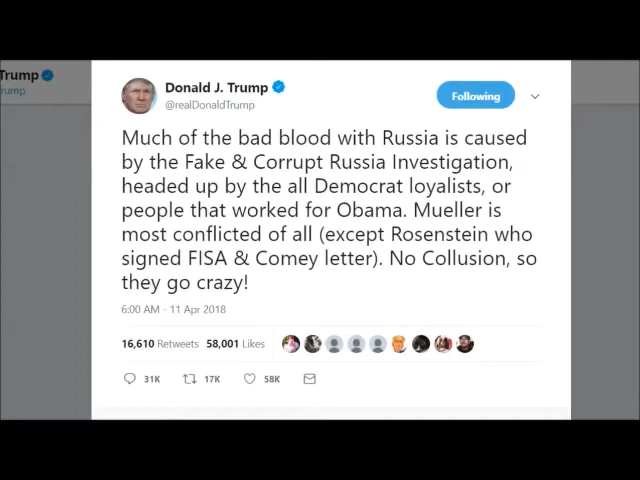 Trump
rump
Donald J. Trump
@realDonaldTrump
Following
Much of the bad blood with Russia is caused
by the Fake & Corrupt Russia Investigation,
headed up by the all Democrat loyalists, or
people that worked for Obama. Mueller is
most conflicted of all (except Rosenstein who
signed FISA & Comey letter). No Collusion, so
they go crazy!
6:00 AM - 11 Apr 2018
16,610 Retweets 58,001 Likes
31K 17K 58K